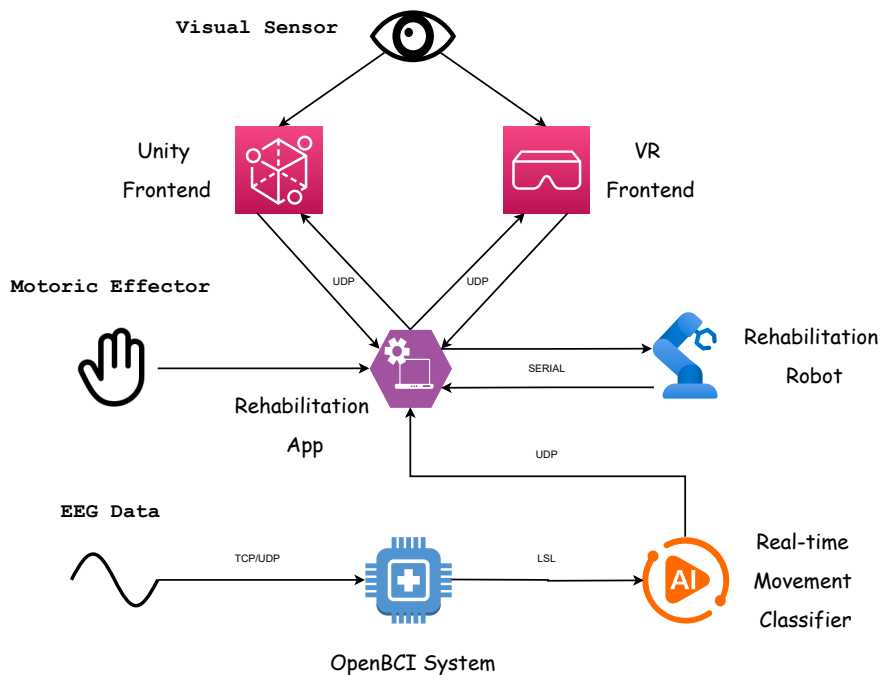 Visual Sensor
Unity
Frontend
VR
Frontend
UDP
UDP
Motoric Effector
Rehabilitation
Robot
SERIAL
Rehabilitation
App
UDP
EEG Data
TCP/UDP
LSL
AI
Real-time
Movement
Classifier
OpenBCI System